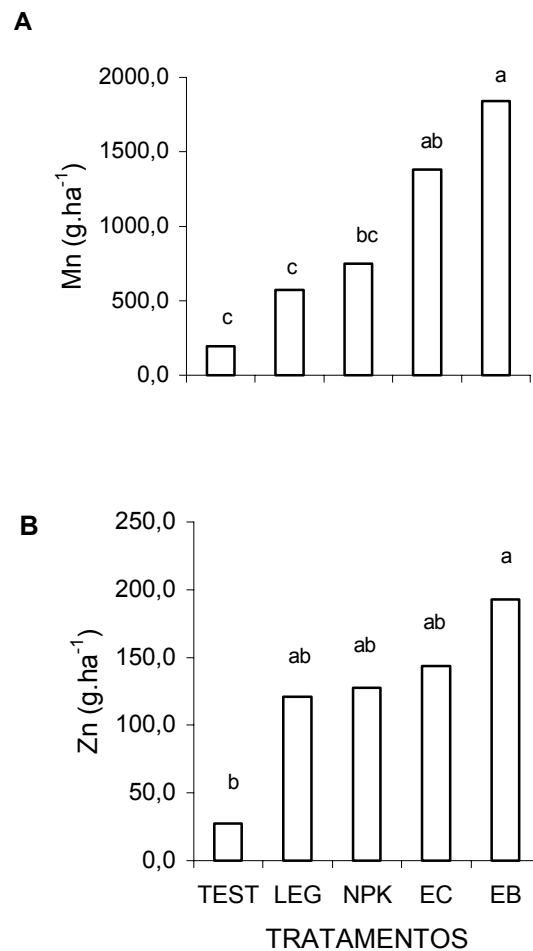 A
2000,0
1500,0
1000,0
500,0
0,0
Mn (g.ha⁻¹)
c
c
bc
ab
a
B
250,0
200,0
150,0
100,0
50,0
0,0
Zn (g.ha⁻¹)
b
ab
ab
ab
a
TEST LEG NPK EC EB
TRATAMENTOS